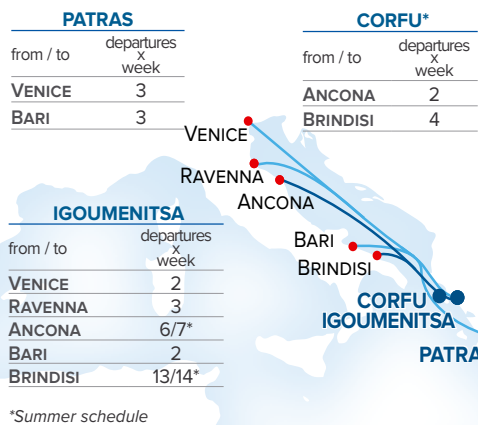 PATRAS
from / to departures x week
VENICE 3
BARI 3
CORFU*
from / to departures x week
ANCONA 2
BRINDISI 4
VENICE
RAVENNA
ANCONA
BARI
BRINDISI
CORFU
IGOUMENITSA
PATRA
IGOUMENITSA
from / to departures x week
VENICE 2
RAVENNA 3
ANCONA 6/7*
BARI 2
BRINDISI 13/14*
*Summer schedule